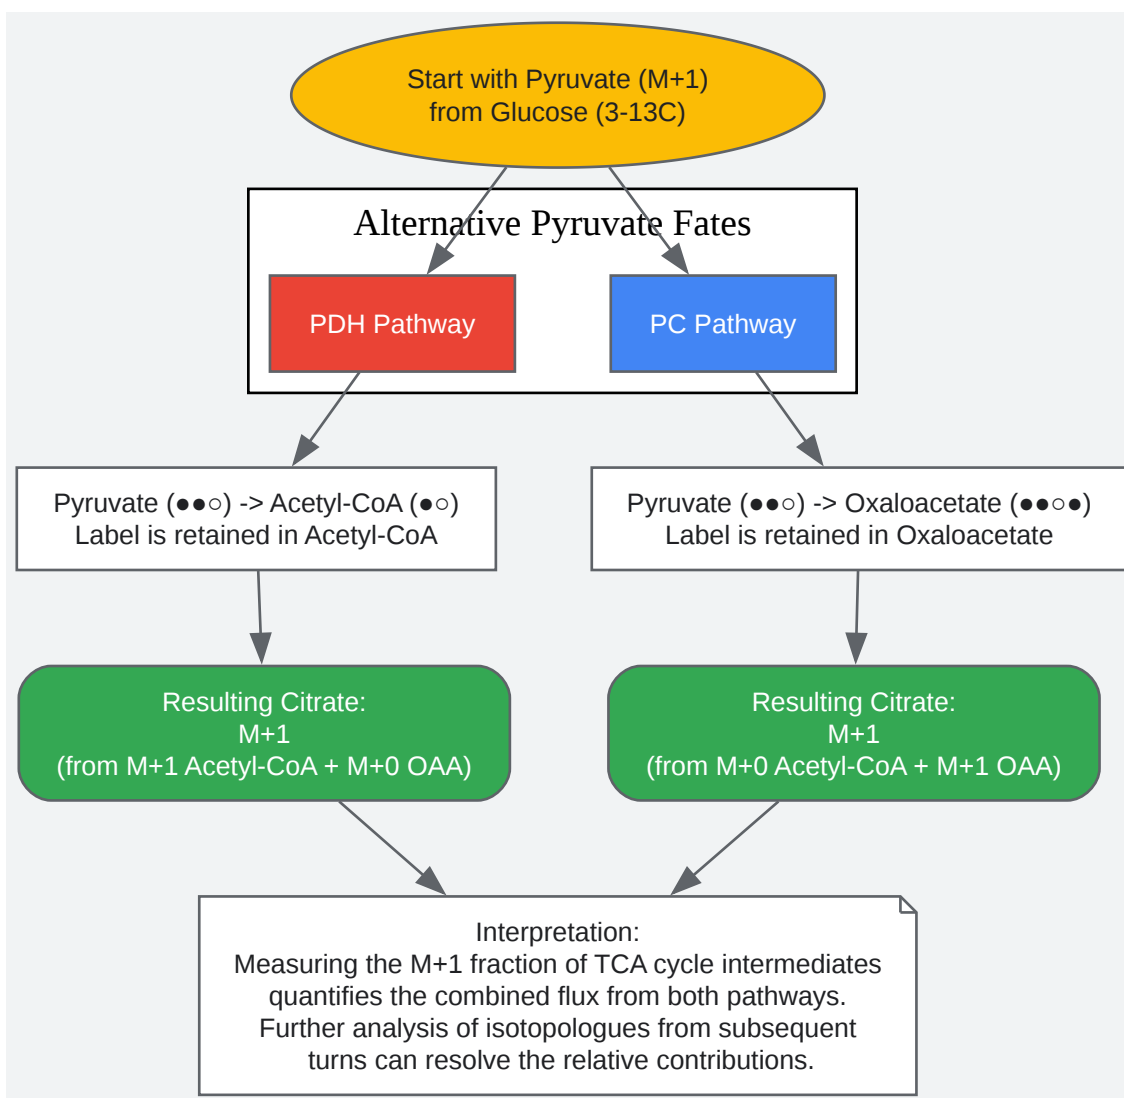 Start with Pyruvate (M+1)
from Glucose (3-13C)
Alternative Pyruvate Fates
PDH Pathway
PC Pathway
Pyruvate (●●○) -> Acetyl-CoA (●○)
Label is retained in Acetyl-CoA
Pyruvate (●●○) -> Oxaloacetate (●●○●)
Label is retained in Oxaloacetate
Resulting Citrate:
M+1
(from M+1 Acetyl-CoA + M+0 OAA)
Resulting Citrate:
M+1
(from M+0 Acetyl-CoA + M+1 OAA)
Interpretation:
Measuring the M+1 fraction of TCA cycle intermediates
quantifies the combined flux from both pathways.
Further analysis of isotopologues from subsequent
turns can resolve the relative contributions.